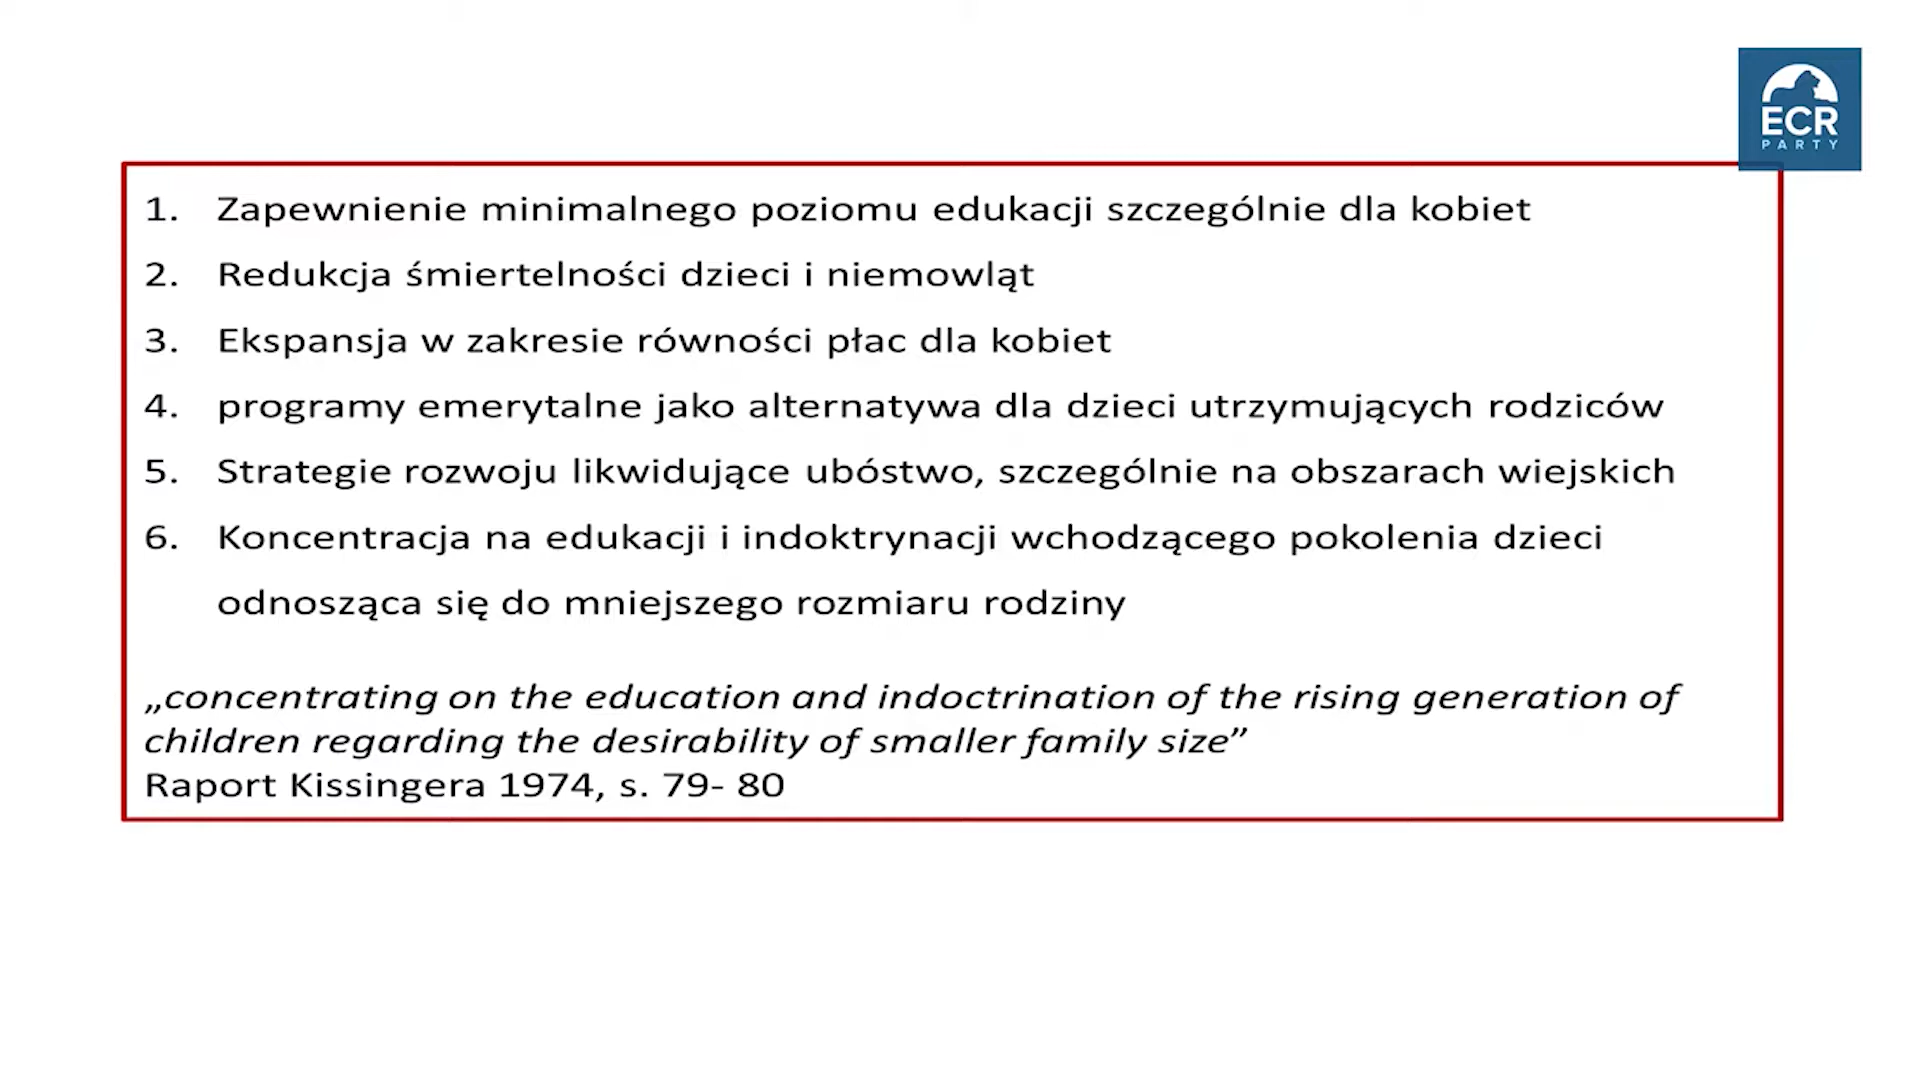 ECR
PARTY
1. Zapewnienie minimalnego poziomu edukacji szczególnie dla kobiet
2. Redukcja śmiertelności dzieci i niemowląt
3. Ekspansja w zakresie równości płac dla kobiet
4. programy emerytalne jako alternatywa dla dzieci utrzymujących rodziców
5. Strategie rozwoju likwidujące ubóstwo, szczególnie na obszarach wiejskich
6. Koncentracja na edukacji i indoktrynacji wchodzącego pokolenia dzieci
odnosząca się do mniejszego rozmiaru rodziny
„concentrating on the education and indoctrination of the rising generation of
children regarding the desirability of smaller family size”
Raport Kissingera 1974, s. 79- 80